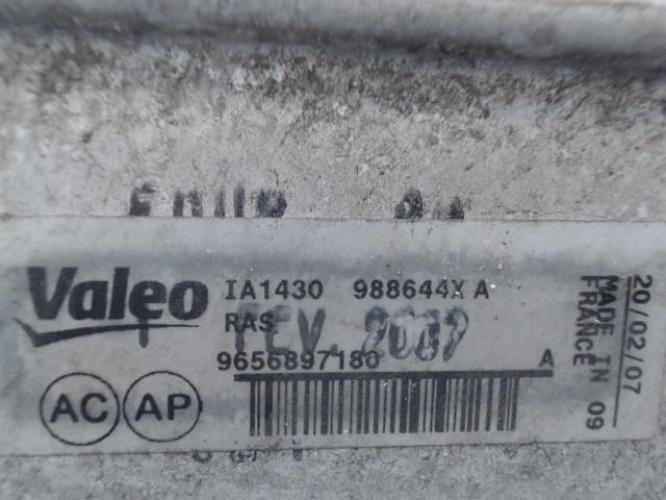 Valeo
IA1430 988644X A
RAS
FEV. 2007
9656897180 A
AC AP
MADE IN
FRANCE 09
20/02/07